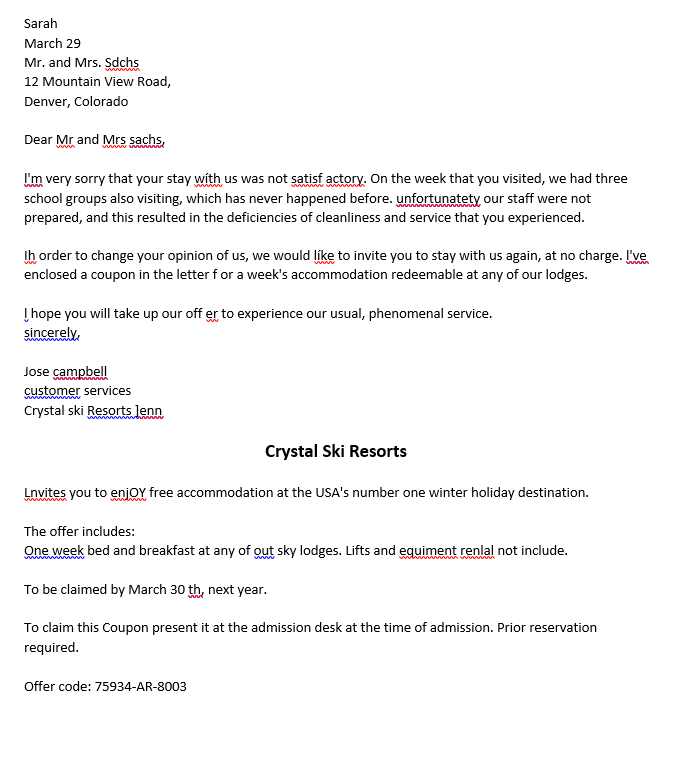 Sarah
March 29
Mr. and Mrs. Sdchs
12 Mountain View Road,
Denver, Colorado
Dear Mr and Mrs sachs,
I'm very sorry that your stay wíth us was not satisf actory. On the week that you visited, we had three
school groups also visiting, which has never happened before. unfortunatety our staff were not
prepared, and this resulted in the deficiencies of cleanliness and service that you experienced.
Ih order to change your opinion of us, we would líke to invite you to stay with us again, at no charge. l've
enclosed a coupon in the letter f or a week's accommodation redeemable at any of our lodges.
l hope you will take up our off er to experience our usual, phenomenal service.
sincerely,
Jose campbell
customer services
Crystal ski Resorts ]enn
Crystal Ski Resorts
Lnvites you to enjOY free accommodation at the USA's number one winter holiday destination.
The offer includes:
One week bed and breakfast at any of out sky lodges. Lifts and equiment renlal not include.
To be claimed by March 30 th, next year.
To claim this Coupon present it at the admission desk at the time of admission. Prior reservation
required.
Offer code: 75934-AR-8003